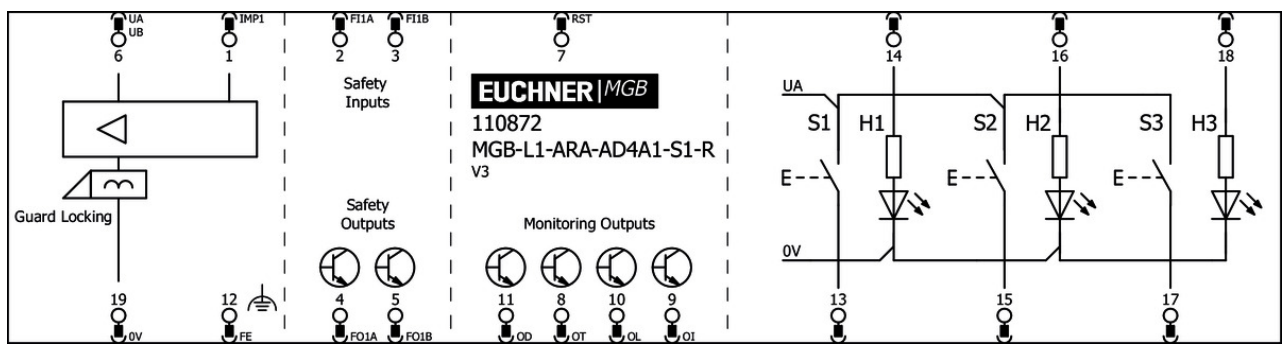 UA IMP1 FI1A FI1B RST
UB
6 1 2 3 7 14 16 18
Safety
Inputs
EUCHNER MGB
110872
MGB-L1-ARA-AD4A1-S1-R
V3
UA
S1 H1 S2 H2 S3 H3
E E E
Guard Locking
Safety
Outputs
Monitoring Outputs
0V
19 12 4 5 11 8 10 9 13 15 17
0V FE FO1A FO1B OD OT OL OI